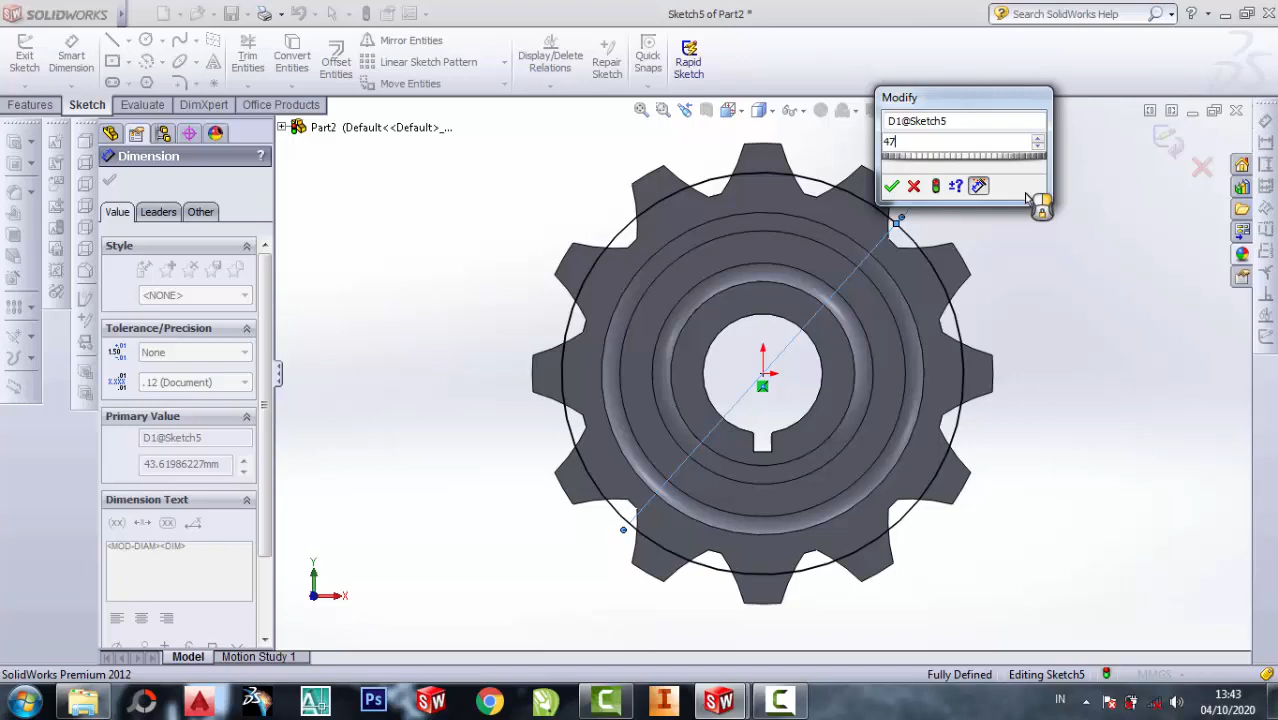 SOLIDWORKS
Sketch5 of Part2 *
Search SolidWorks Help
Exit Sketch
Smart Dimension
Trim Entities
Convert Entities
Offset Entities
Mirror Entities
Linear Sketch Pattern
Move Entities
Display/Delete Relations
Repair Sketch
Quick Snaps
Rapid Sketch
Features
Sketch
Evaluate
DimXpert
Office Products
Part2 (Default<<Default>_...
Modify
D1@Sketch5
47
Dimension
?
Value
Leaders
Other
Style
<NONE>
Tolerance/Precision
None
.12 (Document)
Primary Value
D1@Sketch5
43.61986227mm
Dimension Text
<MOD-DIAM><DIM>
Y
X
Model
Motion Study 1
SolidWorks Premium 2012
Fully Defined
Editing Sketch5
MMGS
IN
13:43
04/10/2020